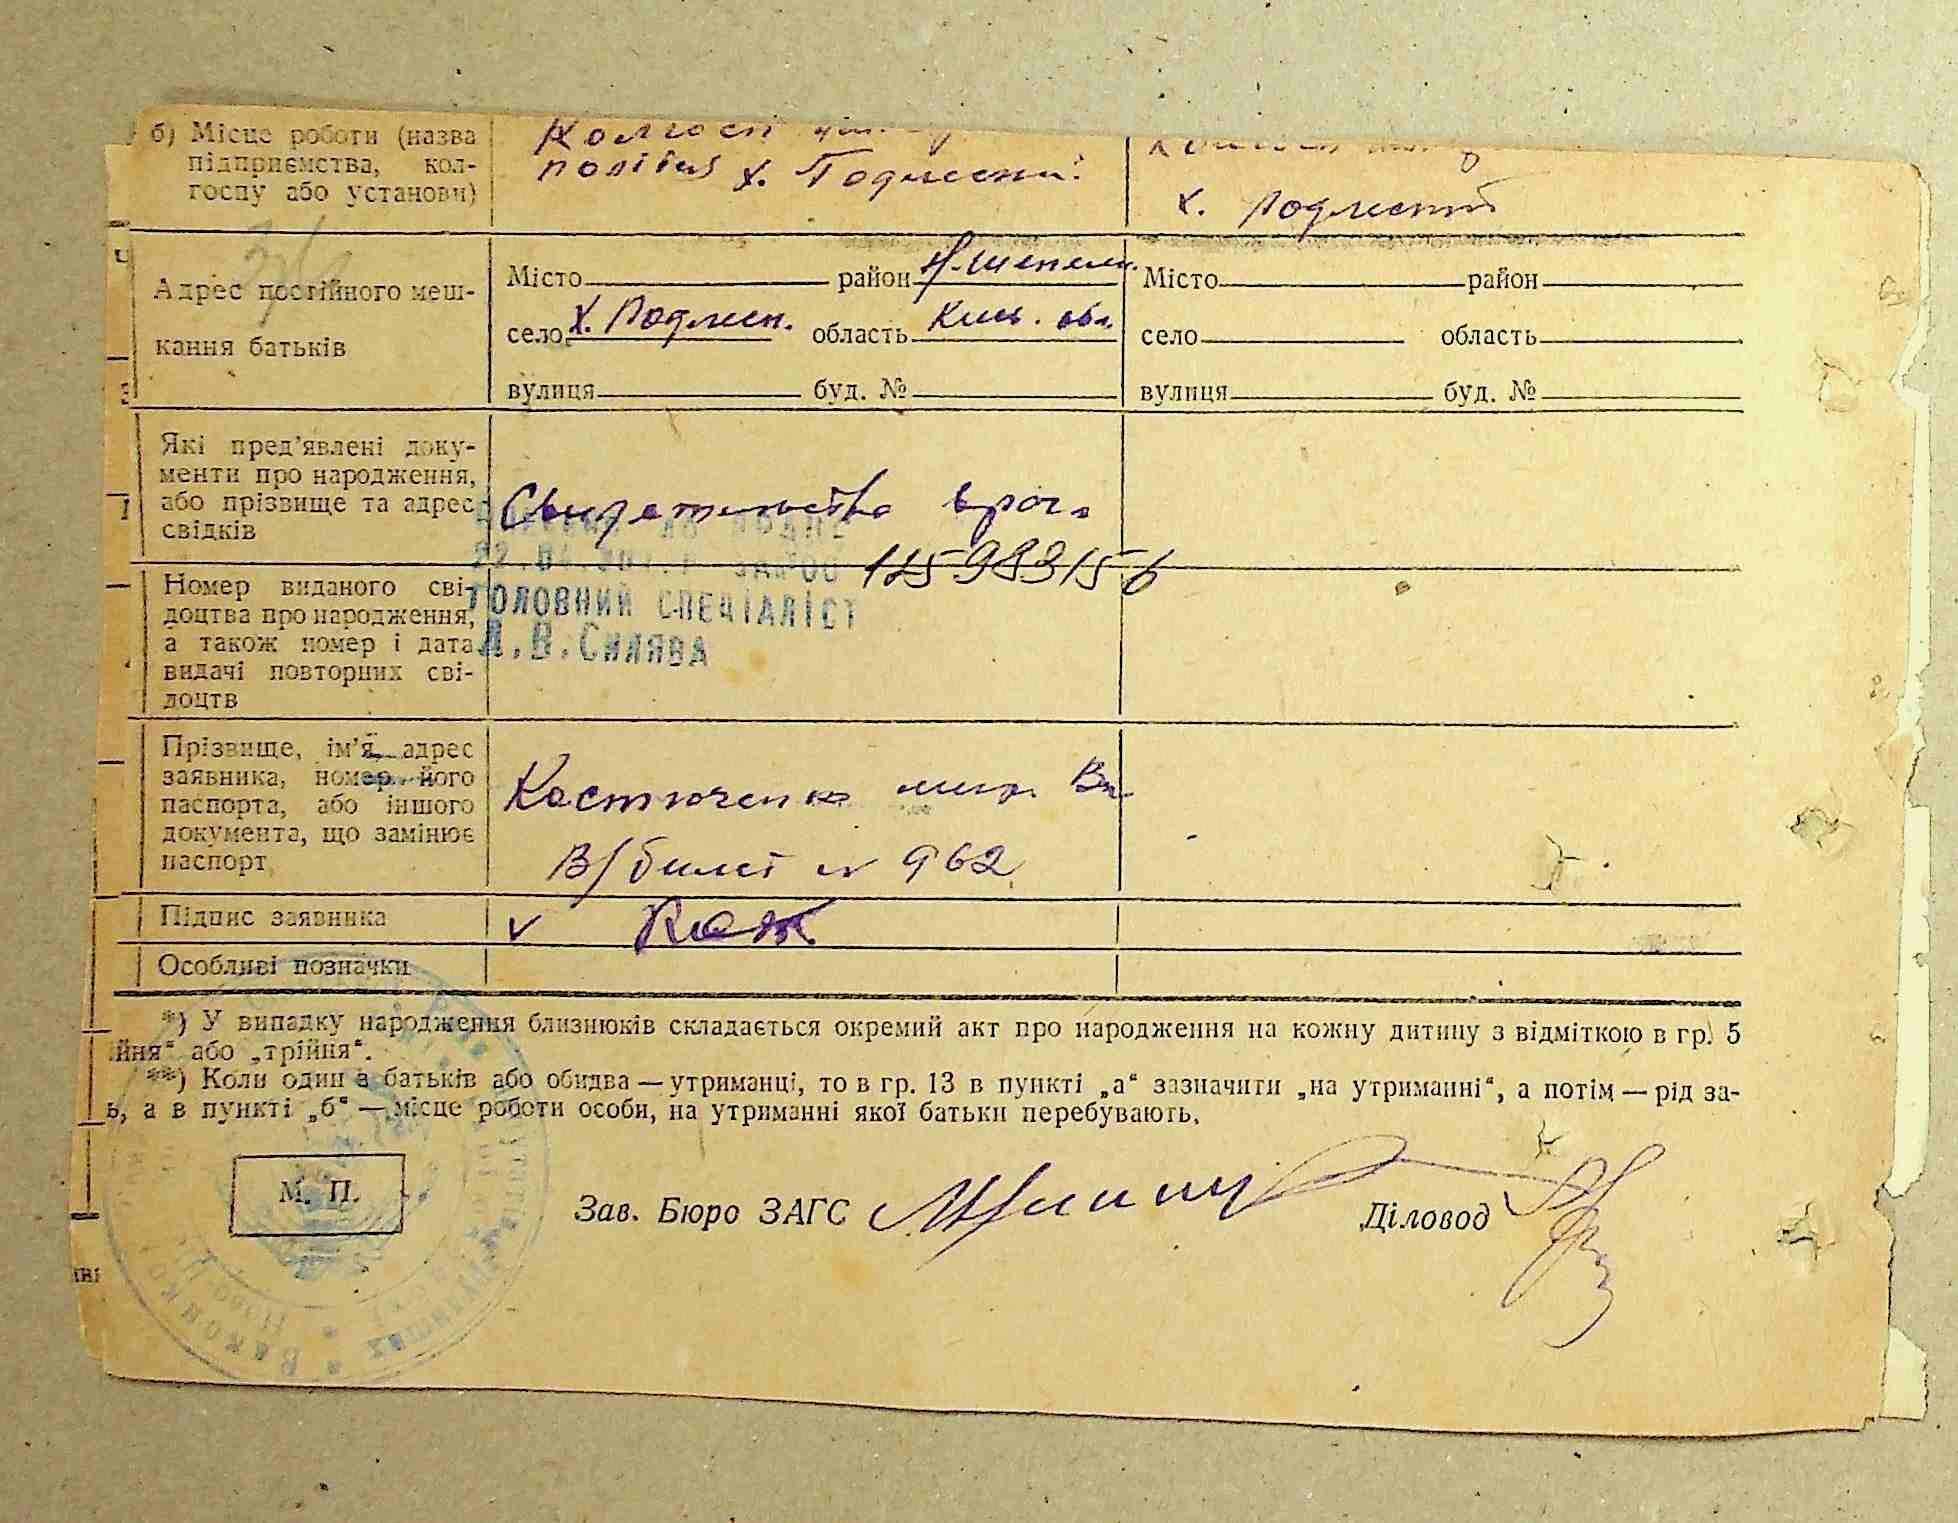 б) Місце роботи (назва
підприємства, кол-
госпу або установи)
Колгосп
х.
х.
Адрес постійного меш-
кання батьків
Місто район
село х. Подлесн. область Киев. обл.
вулиця буд. №
Місто район
село область
вулиця буд. №
Які пред'явлені доку-
менти про народження,
або прізвище та адрес
свідків
Свидетельство врача
Номер виданого сві-
доцтва про народження,
а також номер і дата
видачі повторних сві-
доцтв
ГОЛОВНИЙ СПЕЦІАЛІСТ
Л.В.Силява
Прізвище, ім'я, адрес
заявника, номер його
паспорта, або іншого
документа, що замінює
паспорт
Костюченко
В/билет № 962
Підпис заявника
Особливі позначки
*) У випадку народження близнюків складається окремий акт про народження на кожну дитину з відміткою в гр. 5
ійня“ або „трійня“.
**) Коли один з батьків або обидва — утриманці, то в гр. 13 в пункті „а“ зазначити „на утриманні“, а потім — рід за-
ь, а в пункті „б“ — місце роботи особи, на утриманні якої батьки перебувають.
М. П.
Зав. Бюро ЗАГС
Діловод